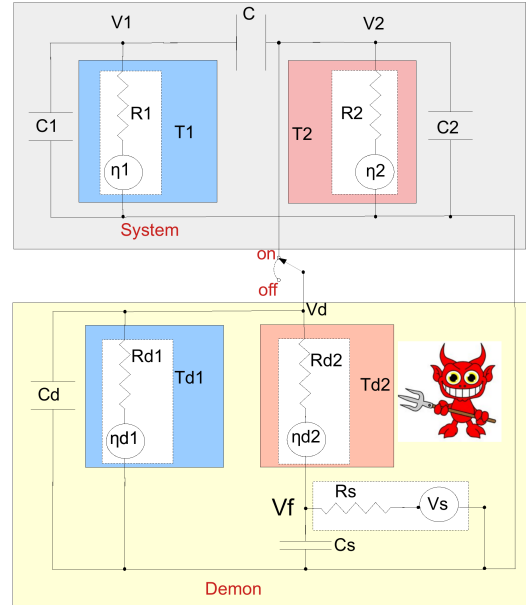 C
V1
V2
R1
T1
T2
R2
C1
C2
η1
η2
System
on
off
Vd
Rd1
Rd2
Td1
Td2
Cd
ηd1
ηd2
Rs
Vs
Vf
Cs
Demon